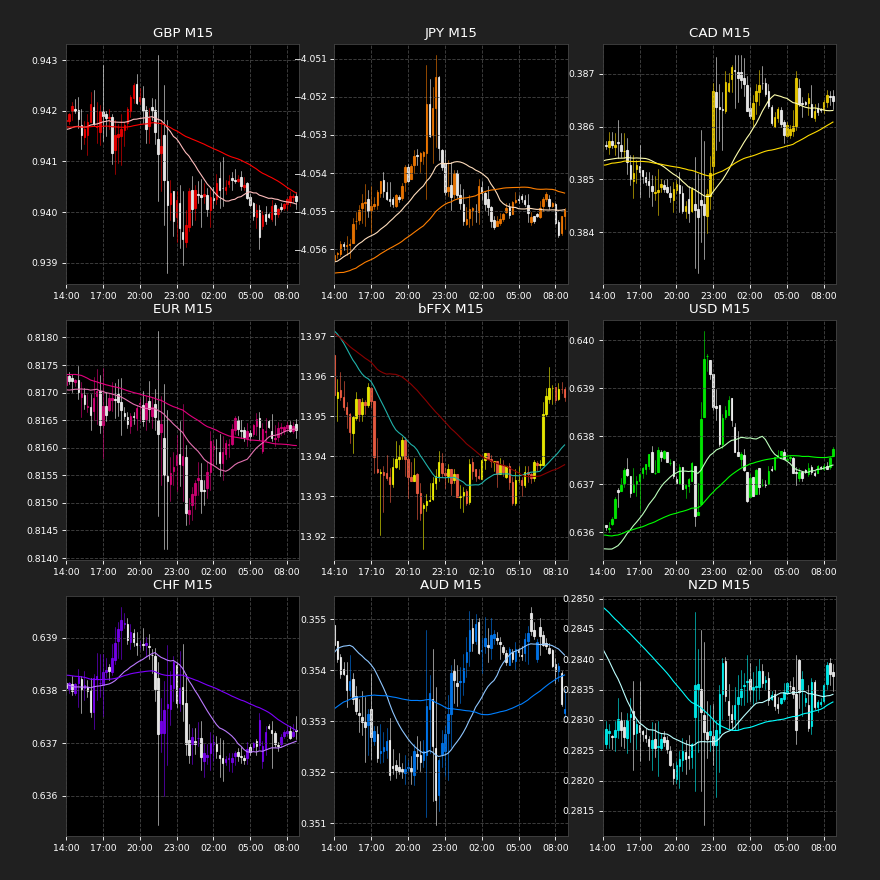 GBP M15
0.943
0.942
0.941
0.940
0.939
14:00 17:00 20:00 23:00 02:00 05:00 08:00
JPY M15
−4.051
−4.052
−4.053
−4.054
−4.055
−4.056
14:00 17:00 20:00 23:00 02:00 05:00 08:00
CAD M15
0.387
0.386
0.385
0.384
14:00 17:00 20:00 23:00 02:00 05:00 08:00
EUR M15
0.8180
0.8175
0.8170
0.8165
0.8160
0.8155
0.8150
0.8145
0.8140
14:00 17:00 20:00 23:00 02:00 05:00 08:00
bFFX M15
13.97
13.96
13.95
13.94
13.93
13.92
14:10 17:10 20:10 23:10 02:10 05:10 08:10
USD M15
0.640
0.639
0.638
0.637
0.636
14:00 17:00 20:00 23:00 02:00 05:00 08:00
CHF M15
0.639
0.638
0.637
0.636
14:00 17:00 20:00 23:00 02:00 05:00 08:00
AUD M15
0.355
0.354
0.353
0.352
0.351
14:00 17:00 20:00 23:00 02:00 05:00 08:00
NZD M15
0.2850
0.2845
0.2840
0.2835
0.2830
0.2825
0.2820
0.2815
14:00 17:00 20:00 23:00 02:00 05:00 08:00